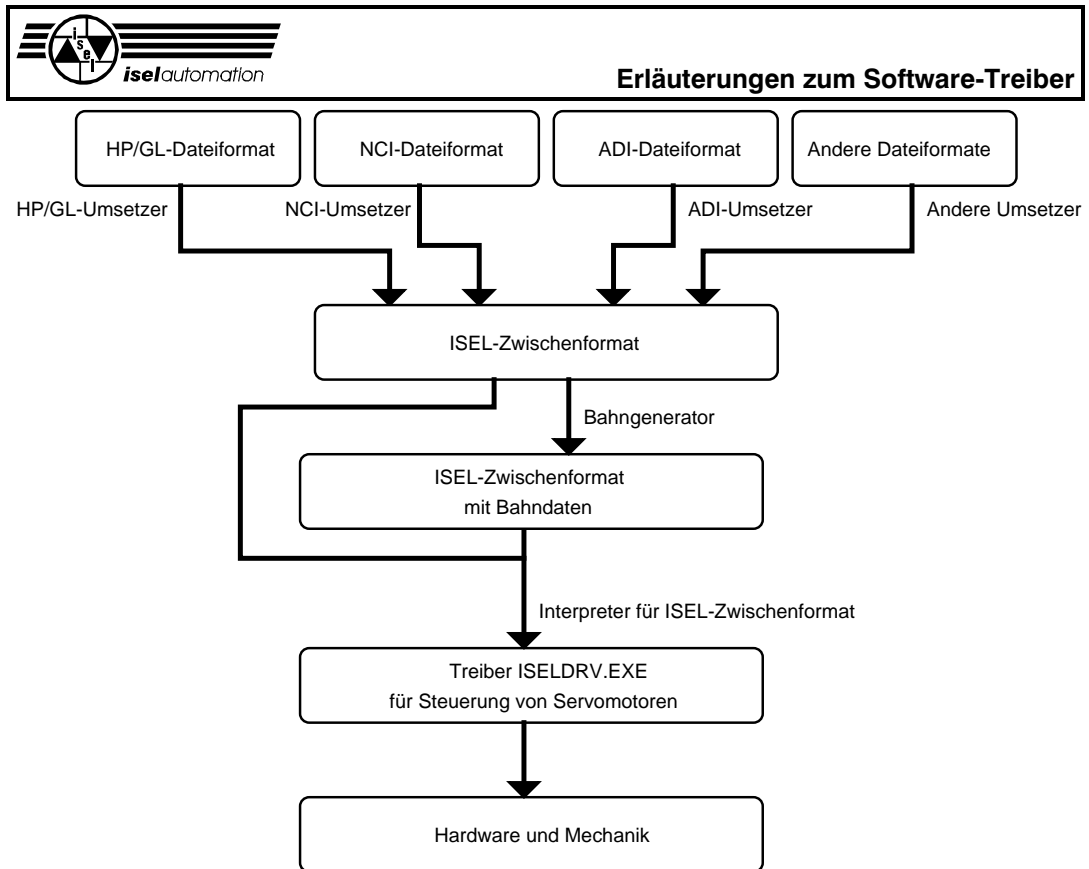 isel
iselautomation
Erläuterungen zum Software-Treiber
HP/GL-Dateiformat
NCI-Dateiformat
ADI-Dateiformat
Andere Dateiformate
HP/GL-Umsetzer
NCI-Umsetzer
ADI-Umsetzer
Andere Umsetzer
ISEL-Zwischenformat
Bahngenerator
ISEL-Zwischenformat
mit Bahndaten
Interpreter für ISEL-Zwischenformat
Treiber ISELDRV.EXE
für Steuerung von Servomotoren
Hardware und Mechanik